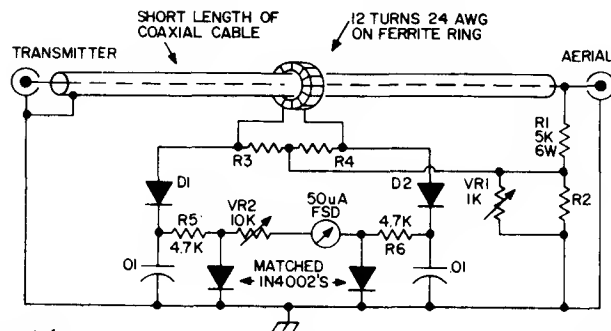 SHORT LENGTH OF
COAXIAL CABLE
12 TURNS 24 AWG
ON FERRITE RING
TRANSMITTER
AERIAL
R1
5K
6W
R3
R4
D1
D2
VR1
1K
R2
VR2
10K
50uA
FSD
4.7K
R6
R5
4.7K
01
MATCHED
IN4002'S
01